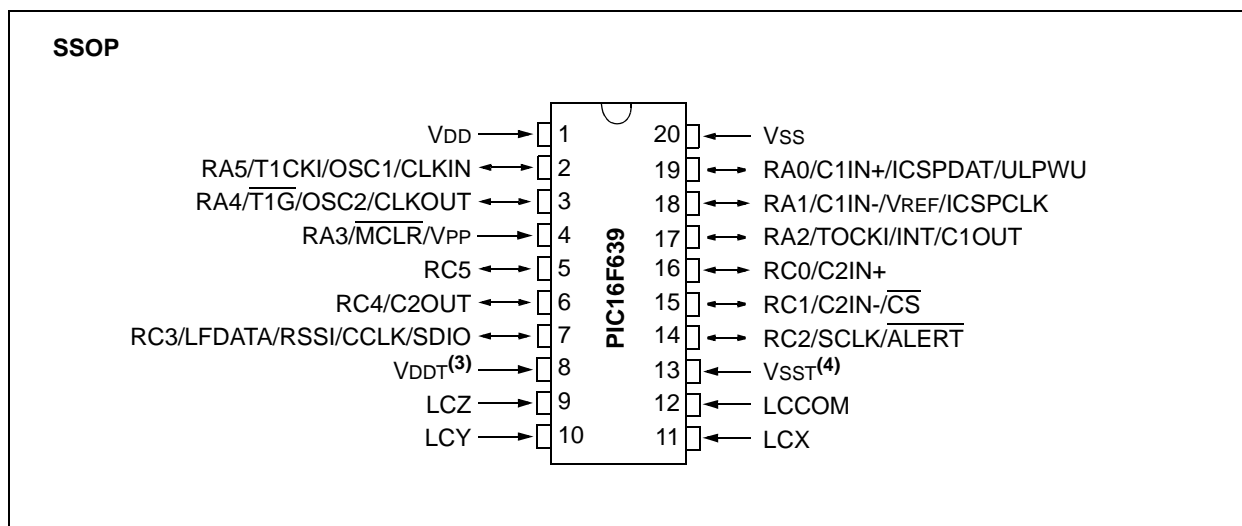 SSOP
VDD 1
RA5/T1CKI/OSC1/CLKIN 2
RA4/T1G/OSC2/CLKOUT 3
RA3/MCLR/VPP 4
RC5 5
RC4/C2OUT 6
RC3/LFDATA/RSSI/CCLK/SDIO 7
VDDT(3) 8
LCZ 9
LCY 10
PIC16F639
20 VSS
19 RA0/C1IN+/ICSPDAT/ULPWU
18 RA1/C1IN-/VREF/ICSPCLK
17 RA2/TOCKI/INT/C1OUT
16 RC0/C2IN+
15 RC1/C2IN-/CS
14 RC2/SCLK/ALERT
13 VSST(4)
12 LCCOM
11 LCX